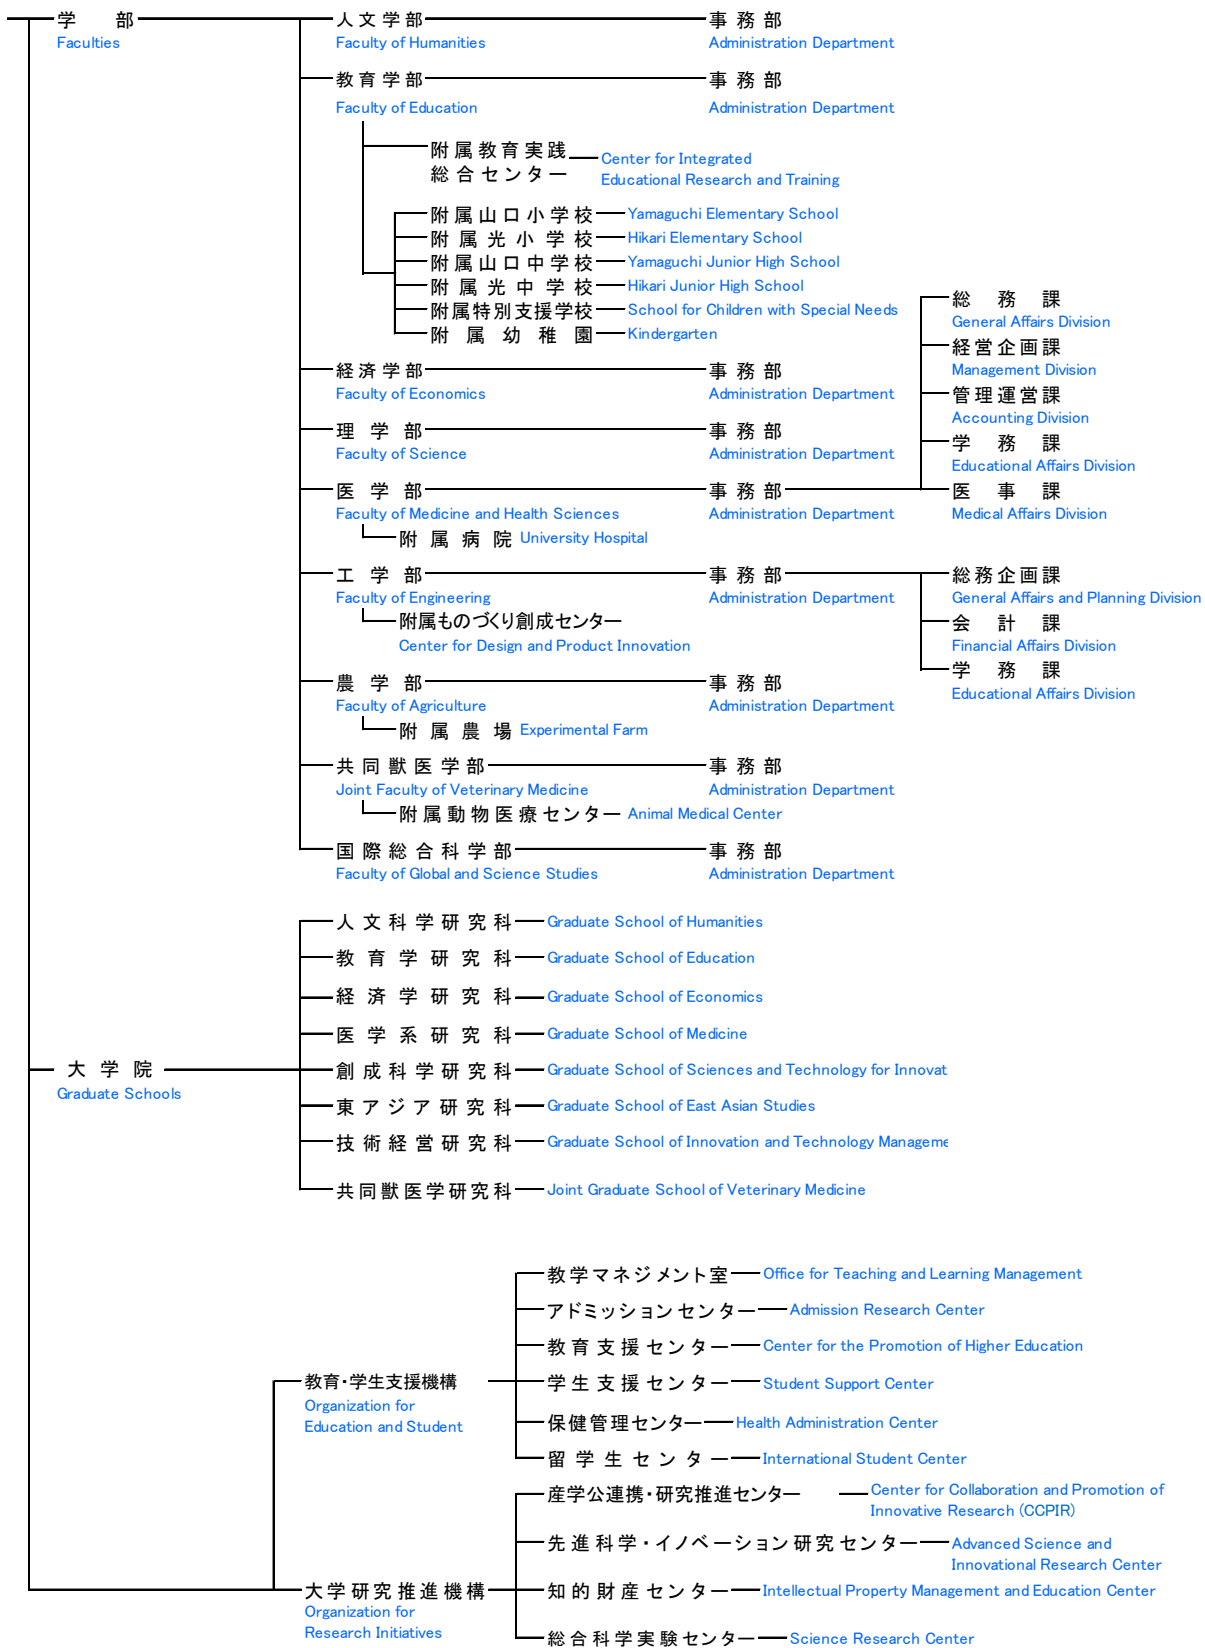 学部
Faculties
人文学部
Faculty of Humanities
事務部
Administration Department
教育学部
Faculty of Education
事務部
Administration Department
附属教育実践
総合センター
Center for Integrated
Educational Research and Training
附属山口小学校
Yamaguchi Elementary School
附属光小学校
Hikari Elementary School
附属山口中学校
Yamaguchi Junior High School
附属光中学校
Hikari Junior High School
附属特別支援学校
School for Children with Special Needs
附属幼稚園
Kindergarten
経済学部
Faculty of Economics
事務部
Administration Department
理学部
Faculty of Science
事務部
Administration Department
医学部
Faculty of Medicine and Health Sciences
事務部
Administration Department
総務課
General Affairs Division
経営企画課
Management Division
管理運営課
Accounting Division
学務課
Educational Affairs Division
医事課
Medical Affairs Division
附属病院
University Hospital
工学部
Faculty of Engineering
事務部
Administration Department
総務企画課
General Affairs and Planning Division
会計課
Financial Affairs Division
学務課
Educational Affairs Division
附属ものづくり創成センター
Center for Design and Product Innovation
農学部
Faculty of Agriculture
事務部
Administration Department
附属農場
Experimental Farm
共同獣医学部
Joint Faculty of Veterinary Medicine
事務部
Administration Department
附属動物医療センター
Animal Medical Center
国際総合科学部
Faculty of Global and Science Studies
事務部
Administration Department
大学院
Graduate Schools
人文科学研究科
Graduate School of Humanities
教育学研究科
Graduate School of Education
経済学研究科
Graduate School of Economics
医学系研究科
Graduate School of Medicine
創成科学研究科
Graduate School of Sciences and Technology for Innovat
東アジア研究科
Graduate School of East Asian Studies
技術経営研究科
Graduate School of Innovation and Technology Manageme
共同獣医学研究科
Joint Graduate School of Veterinary Medicine
教育・学生支援機構
Organization for
Education and Student
教学マネジメント室
Office for Teaching and Learning Management
アドミッションセンター
Admission Research Center
教育支援センター
Center for the Promotion of Higher Education
学生支援センター
Student Support Center
保健管理センター
Health Administration Center
留学生センター
International Student Center
大学研究推進機構
Organization for
Research Initiatives
産学公連携・研究推進センター
Center for Collaboration and Promotion of
Innovative Research (CCPIR)
先進科学・イノベーション研究センター
Advanced Science and
Innovational Research Center
知的財産センター
Intellectual Property Management and Education Center
総合科学実験センター
Science Research Center